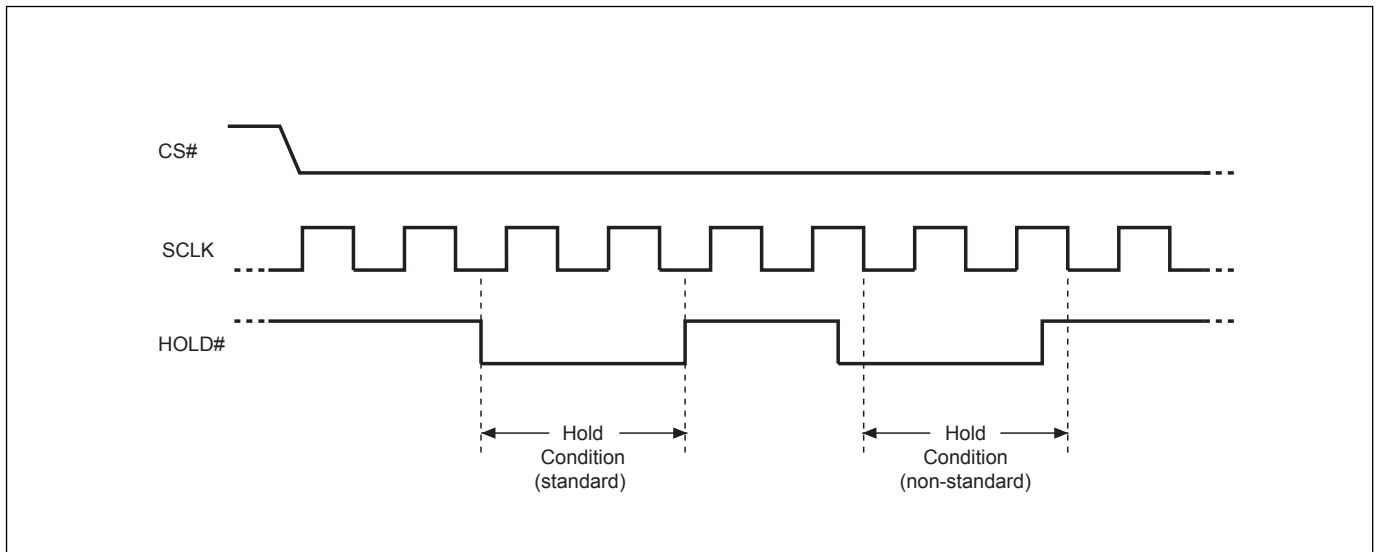 CS#
SCLK
HOLD#
Hold
Condition
(standard)
Hold
Condition
(non-standard)